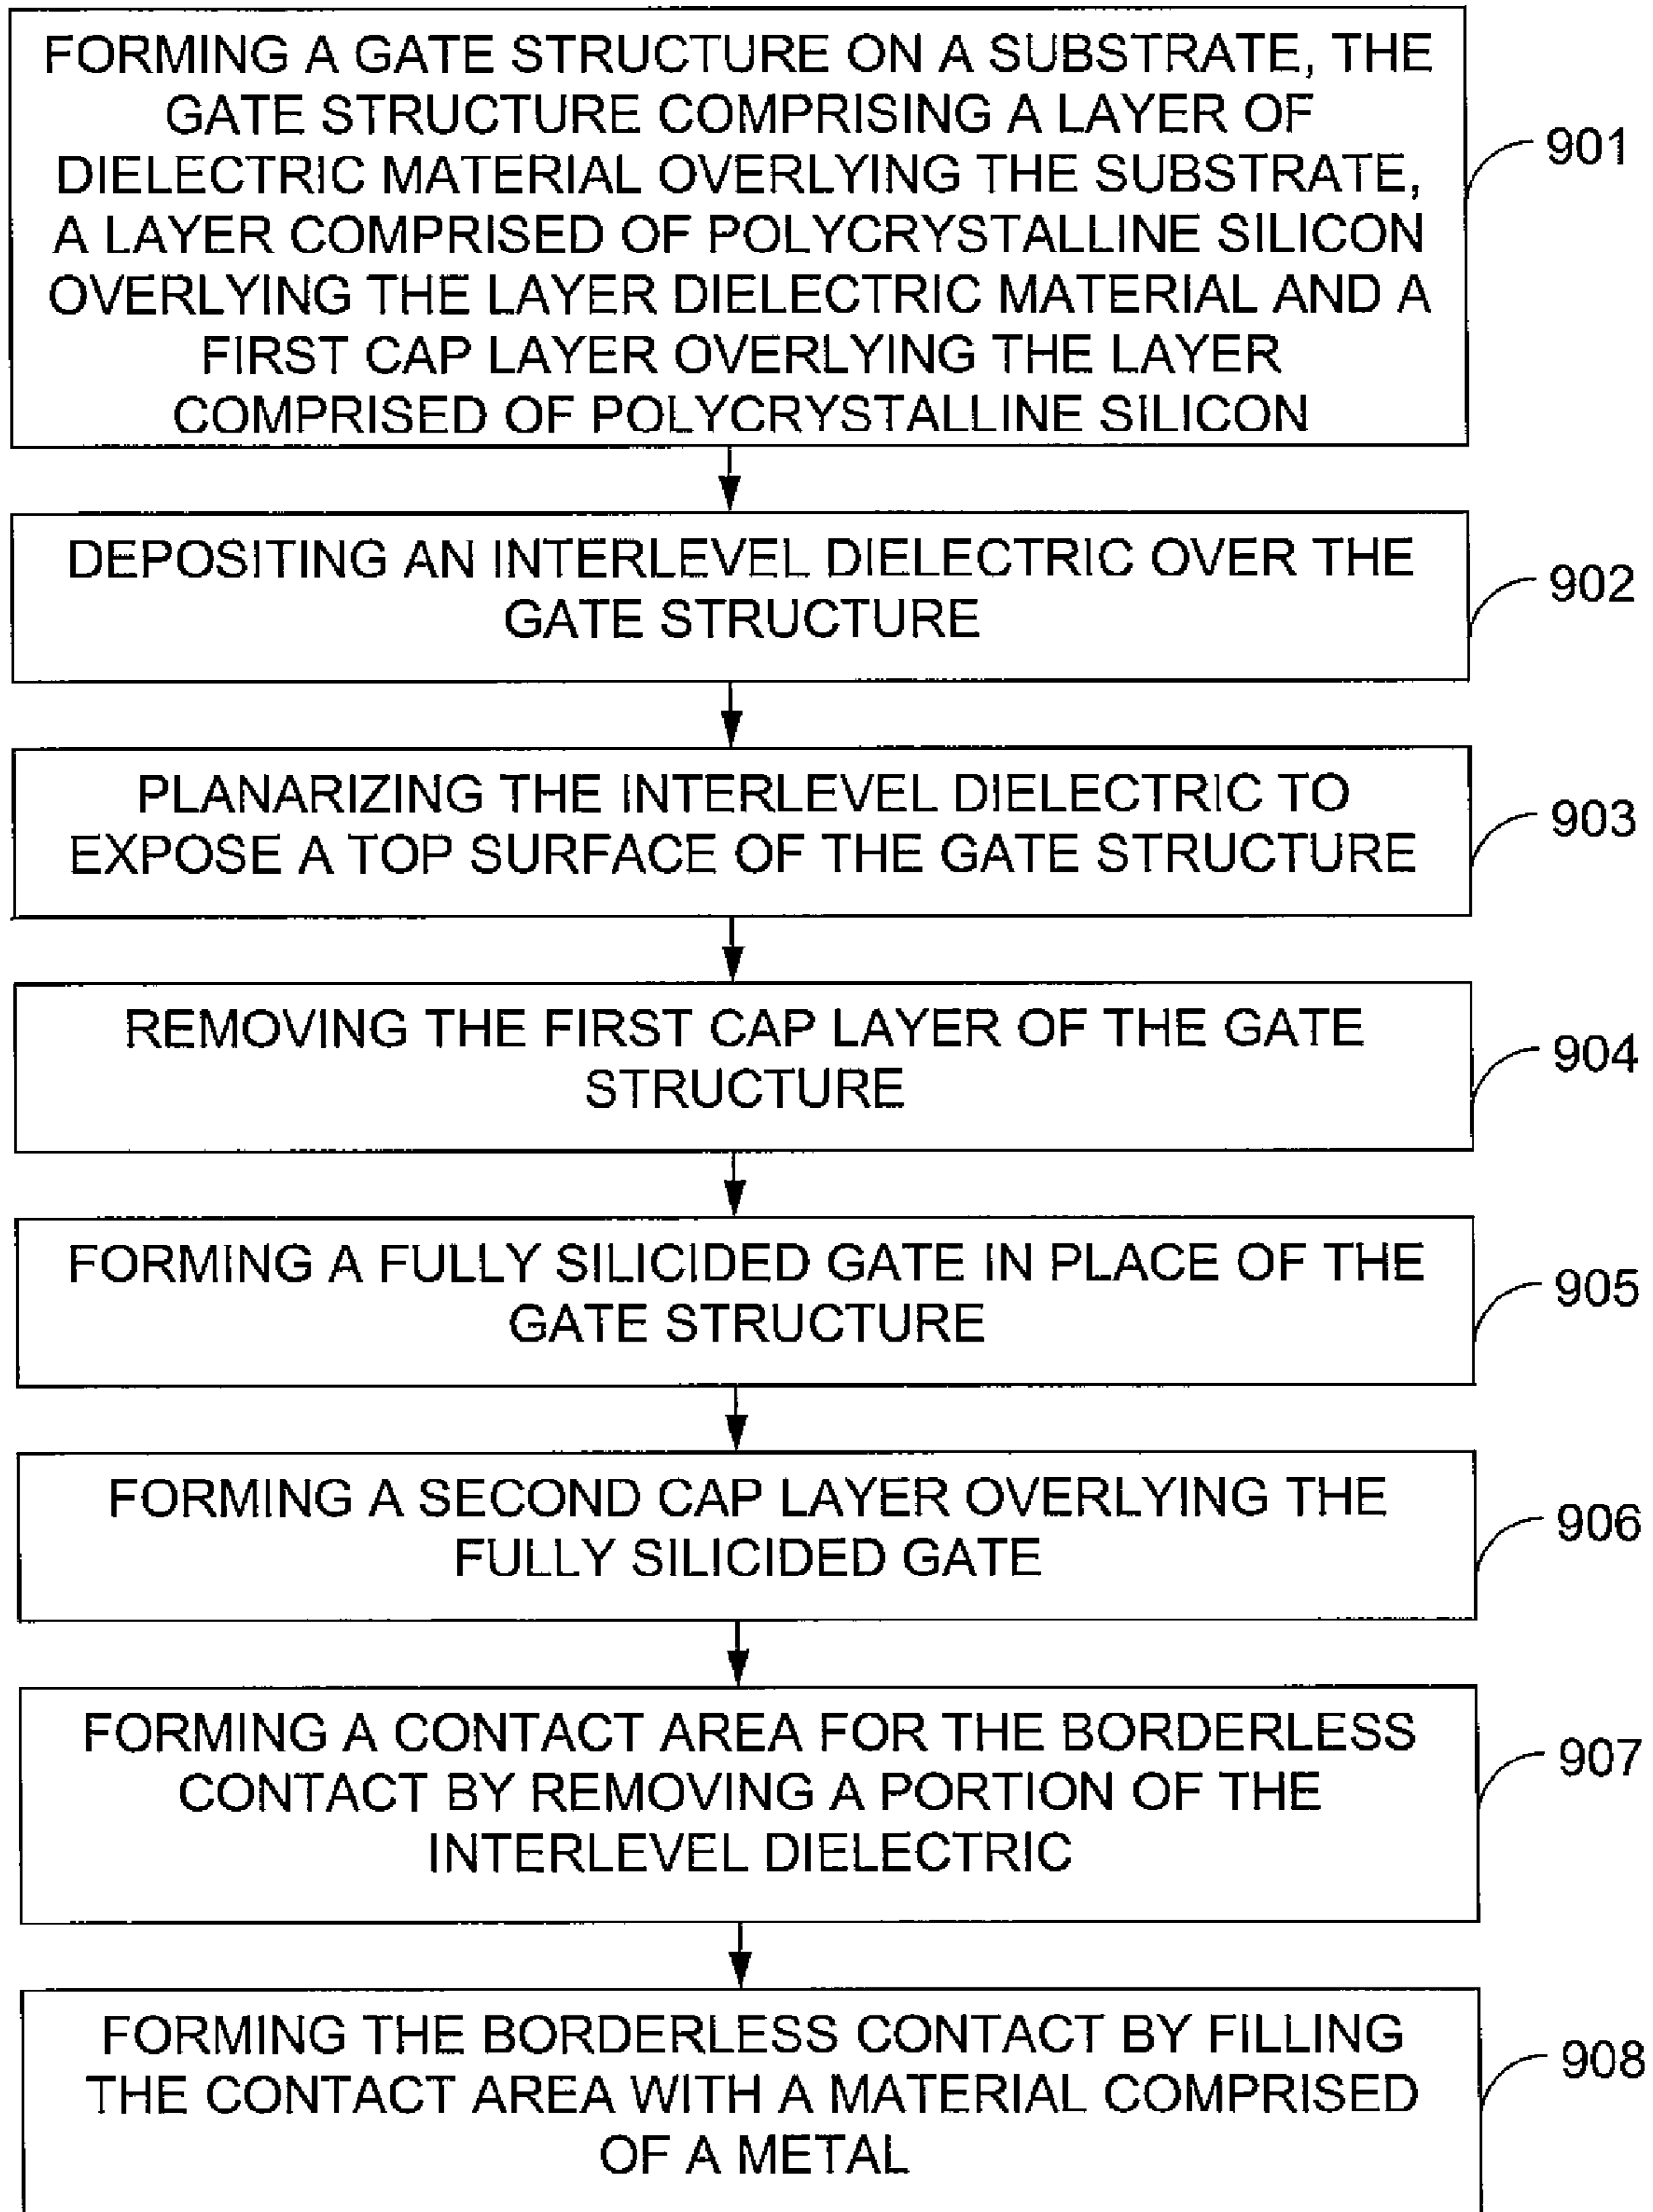 FORMING A GATE STRUCTURE ON A SUBSTRATE, THE
GATE STRUCTURE COMPRISING A LAYER OF
DIELECTRIC MATERIAL OVERLYING THE SUBSTRATE,
A LAYER COMPRISED OF POLYCRYSTALLINE SILICON
OVERLYING THE LAYER DIELECTRIC MATERIAL AND A
FIRST CAP LAYER OVERLYING THE LAYER
COMPRISED OF POLYCRYSTALLINE SILICON
901
DEPOSITING AN INTERLEVEL DIELECTRIC OVER THE
GATE STRUCTURE
902
PLANARIZING THE INTERLEVEL DIELECTRIC TO
EXPOSE A TOP SURFACE OF THE GATE STRUCTURE
903
REMOVING THE FIRST CAP LAYER OF THE GATE
STRUCTURE
904
FORMING A FULLY SILICIDED GATE IN PLACE OF THE
GATE STRUCTURE
905
FORMING A SECOND CAP LAYER OVERLYING THE
FULLY SILICIDED GATE
906
FORMING A CONTACT AREA FOR THE BORDERLESS
CONTACT BY REMOVING A PORTION OF THE
INTERLEVEL DIELECTRIC
907
FORMING THE BORDERLESS CONTACT BY FILLING
THE CONTACT AREA WITH A MATERIAL COMPRISED
OF A METAL
908